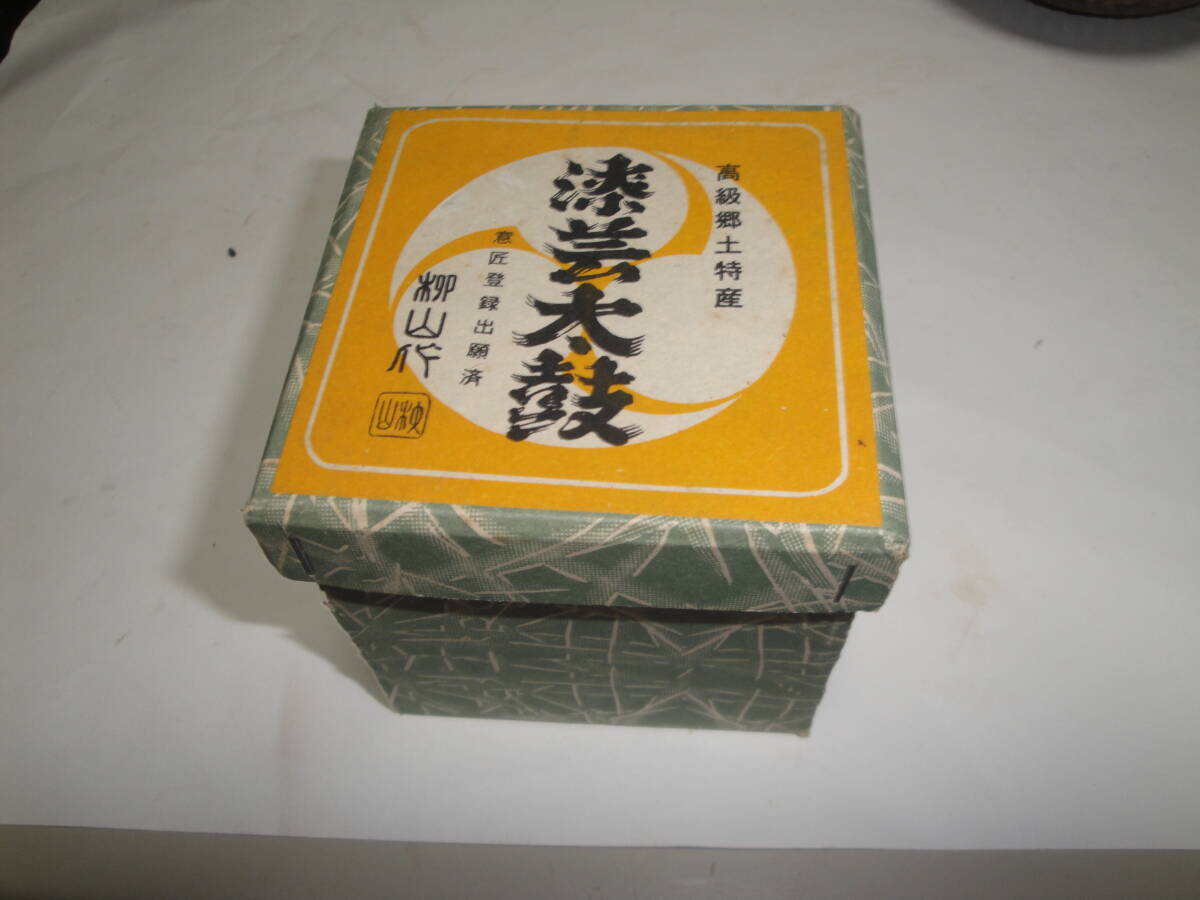 高級郷土特産
漆芸太鼓
意匠登録出願済
柳山作